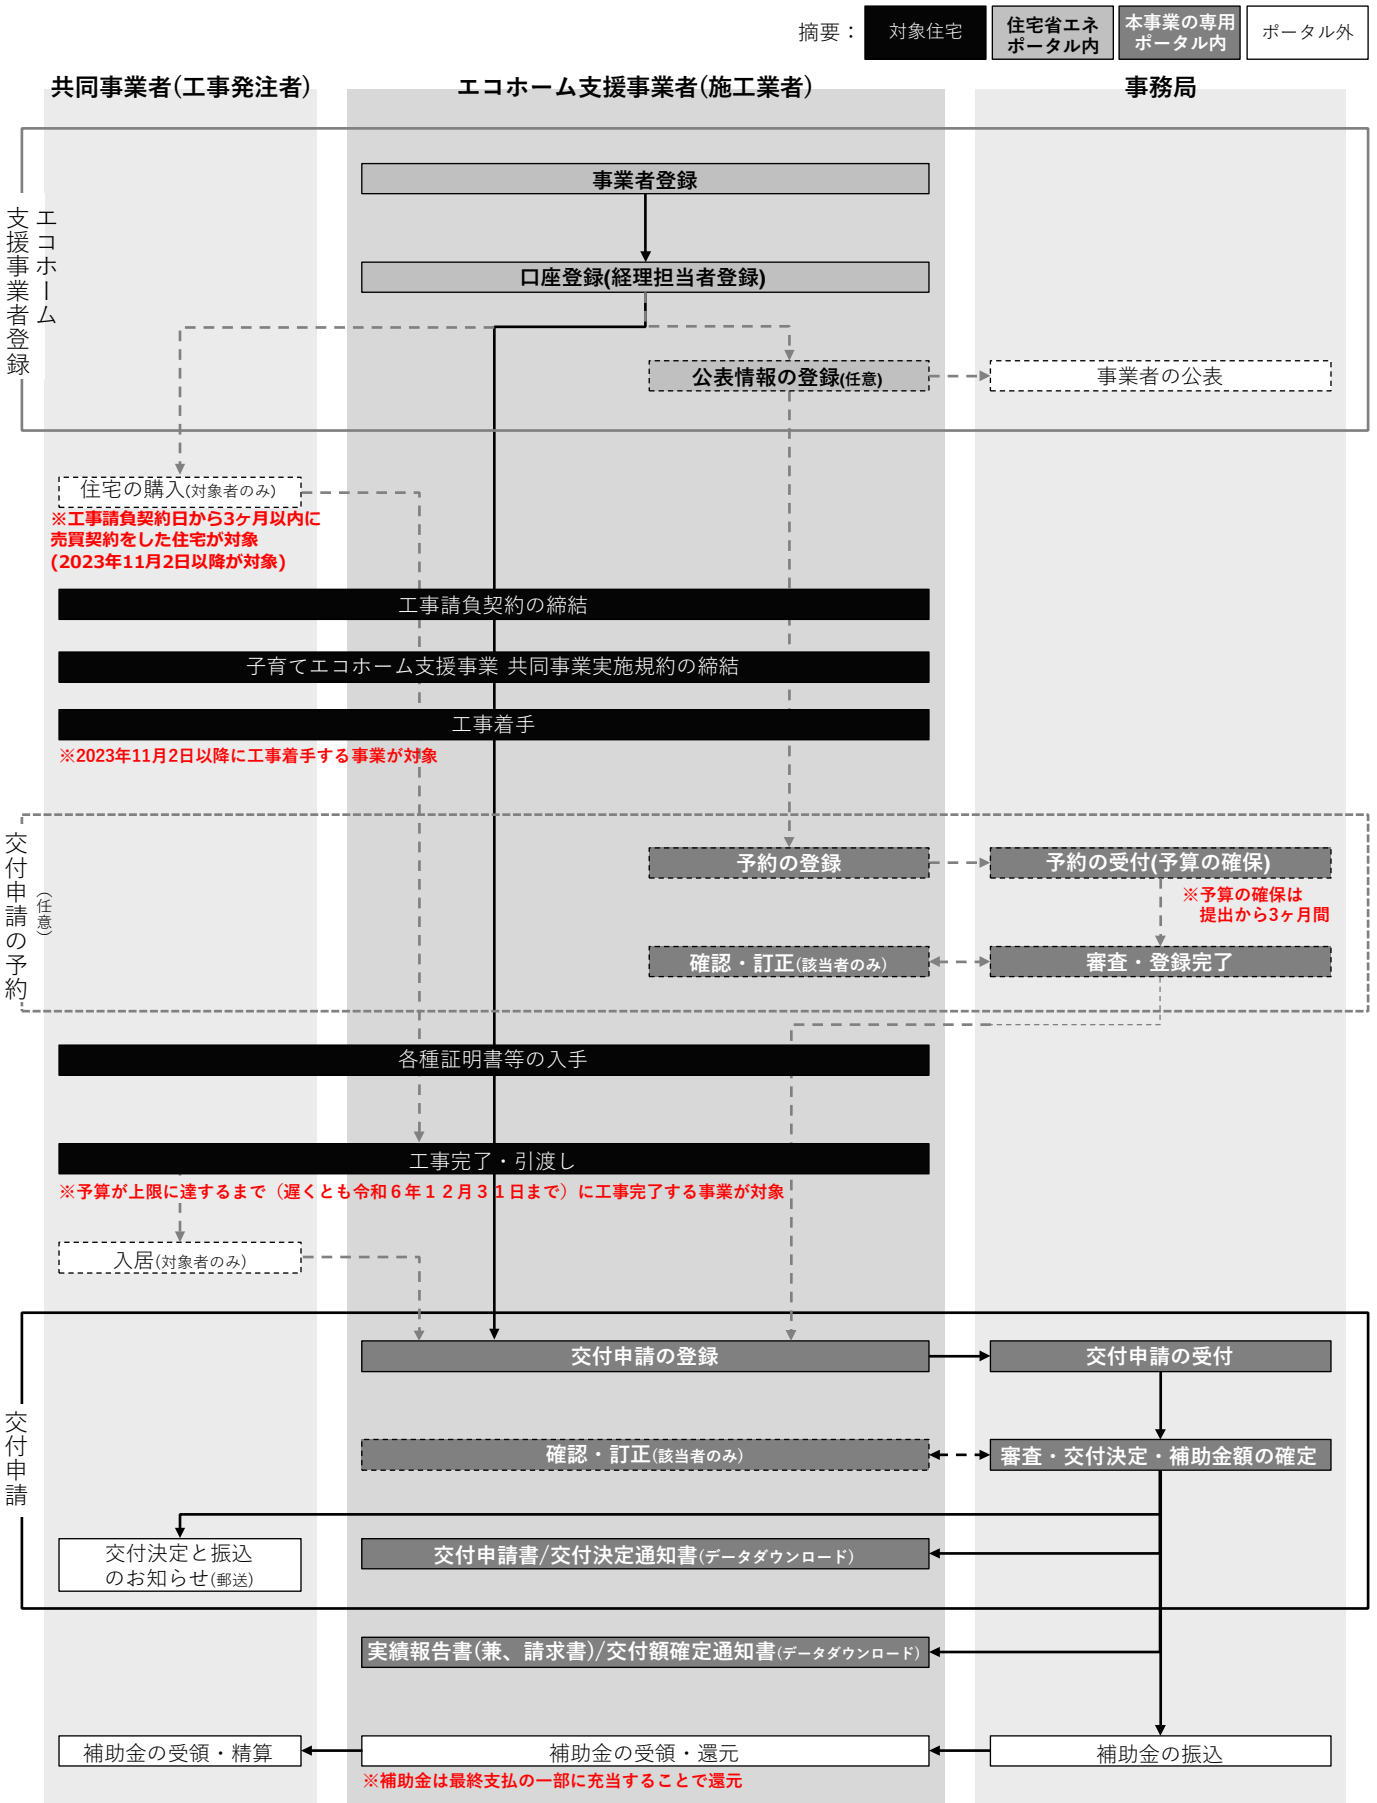 摘要：
対象住宅
住宅省エネ
ポータル内
本事業の専用
ポータル内
ポータル外
共同事業者(工事発注者)
エコホーム支援事業者(施工業者)
事務局
エコホーム
支援事業者登録
事業者登録
口座登録(経理担当者登録)
公表情報の登録(任意)
事業者の公表
住宅の購入(対象者のみ)
※工事請負契約日から3ヶ月以内に
売買契約をした住宅が対象
(2023年11月2日以降が対象)
工事請負契約の締結
子育てエコホーム支援事業 共同事業実施規約の締結
工事着手
※2023年11月2日以降に工事着手する事業が対象
交付申請の予約
（任意）
予約の登録
予約の受付(予算の確保)
※予算の確保は
提出から3ヶ月間
確認・訂正(該当者のみ)
審査・登録完了
各種証明書等の入手
工事完了・引渡し
※予算が上限に達するまで（遅くとも令和６年１２月３１日まで）に工事完了する事業が対象
入居(対象者のみ)
交付申請
交付申請の登録
交付申請の受付
確認・訂正(該当者のみ)
審査・交付決定・補助金額の確定
交付決定と振込
のお知らせ(郵送)
交付申請書/交付決定通知書(データダウンロード)
実績報告書(兼、請求書)/交付額確定通知書(データダウンロード)
補助金の受領・精算
補助金の受領・還元
補助金の振込
※補助金は最終支払の一部に充当することで還元